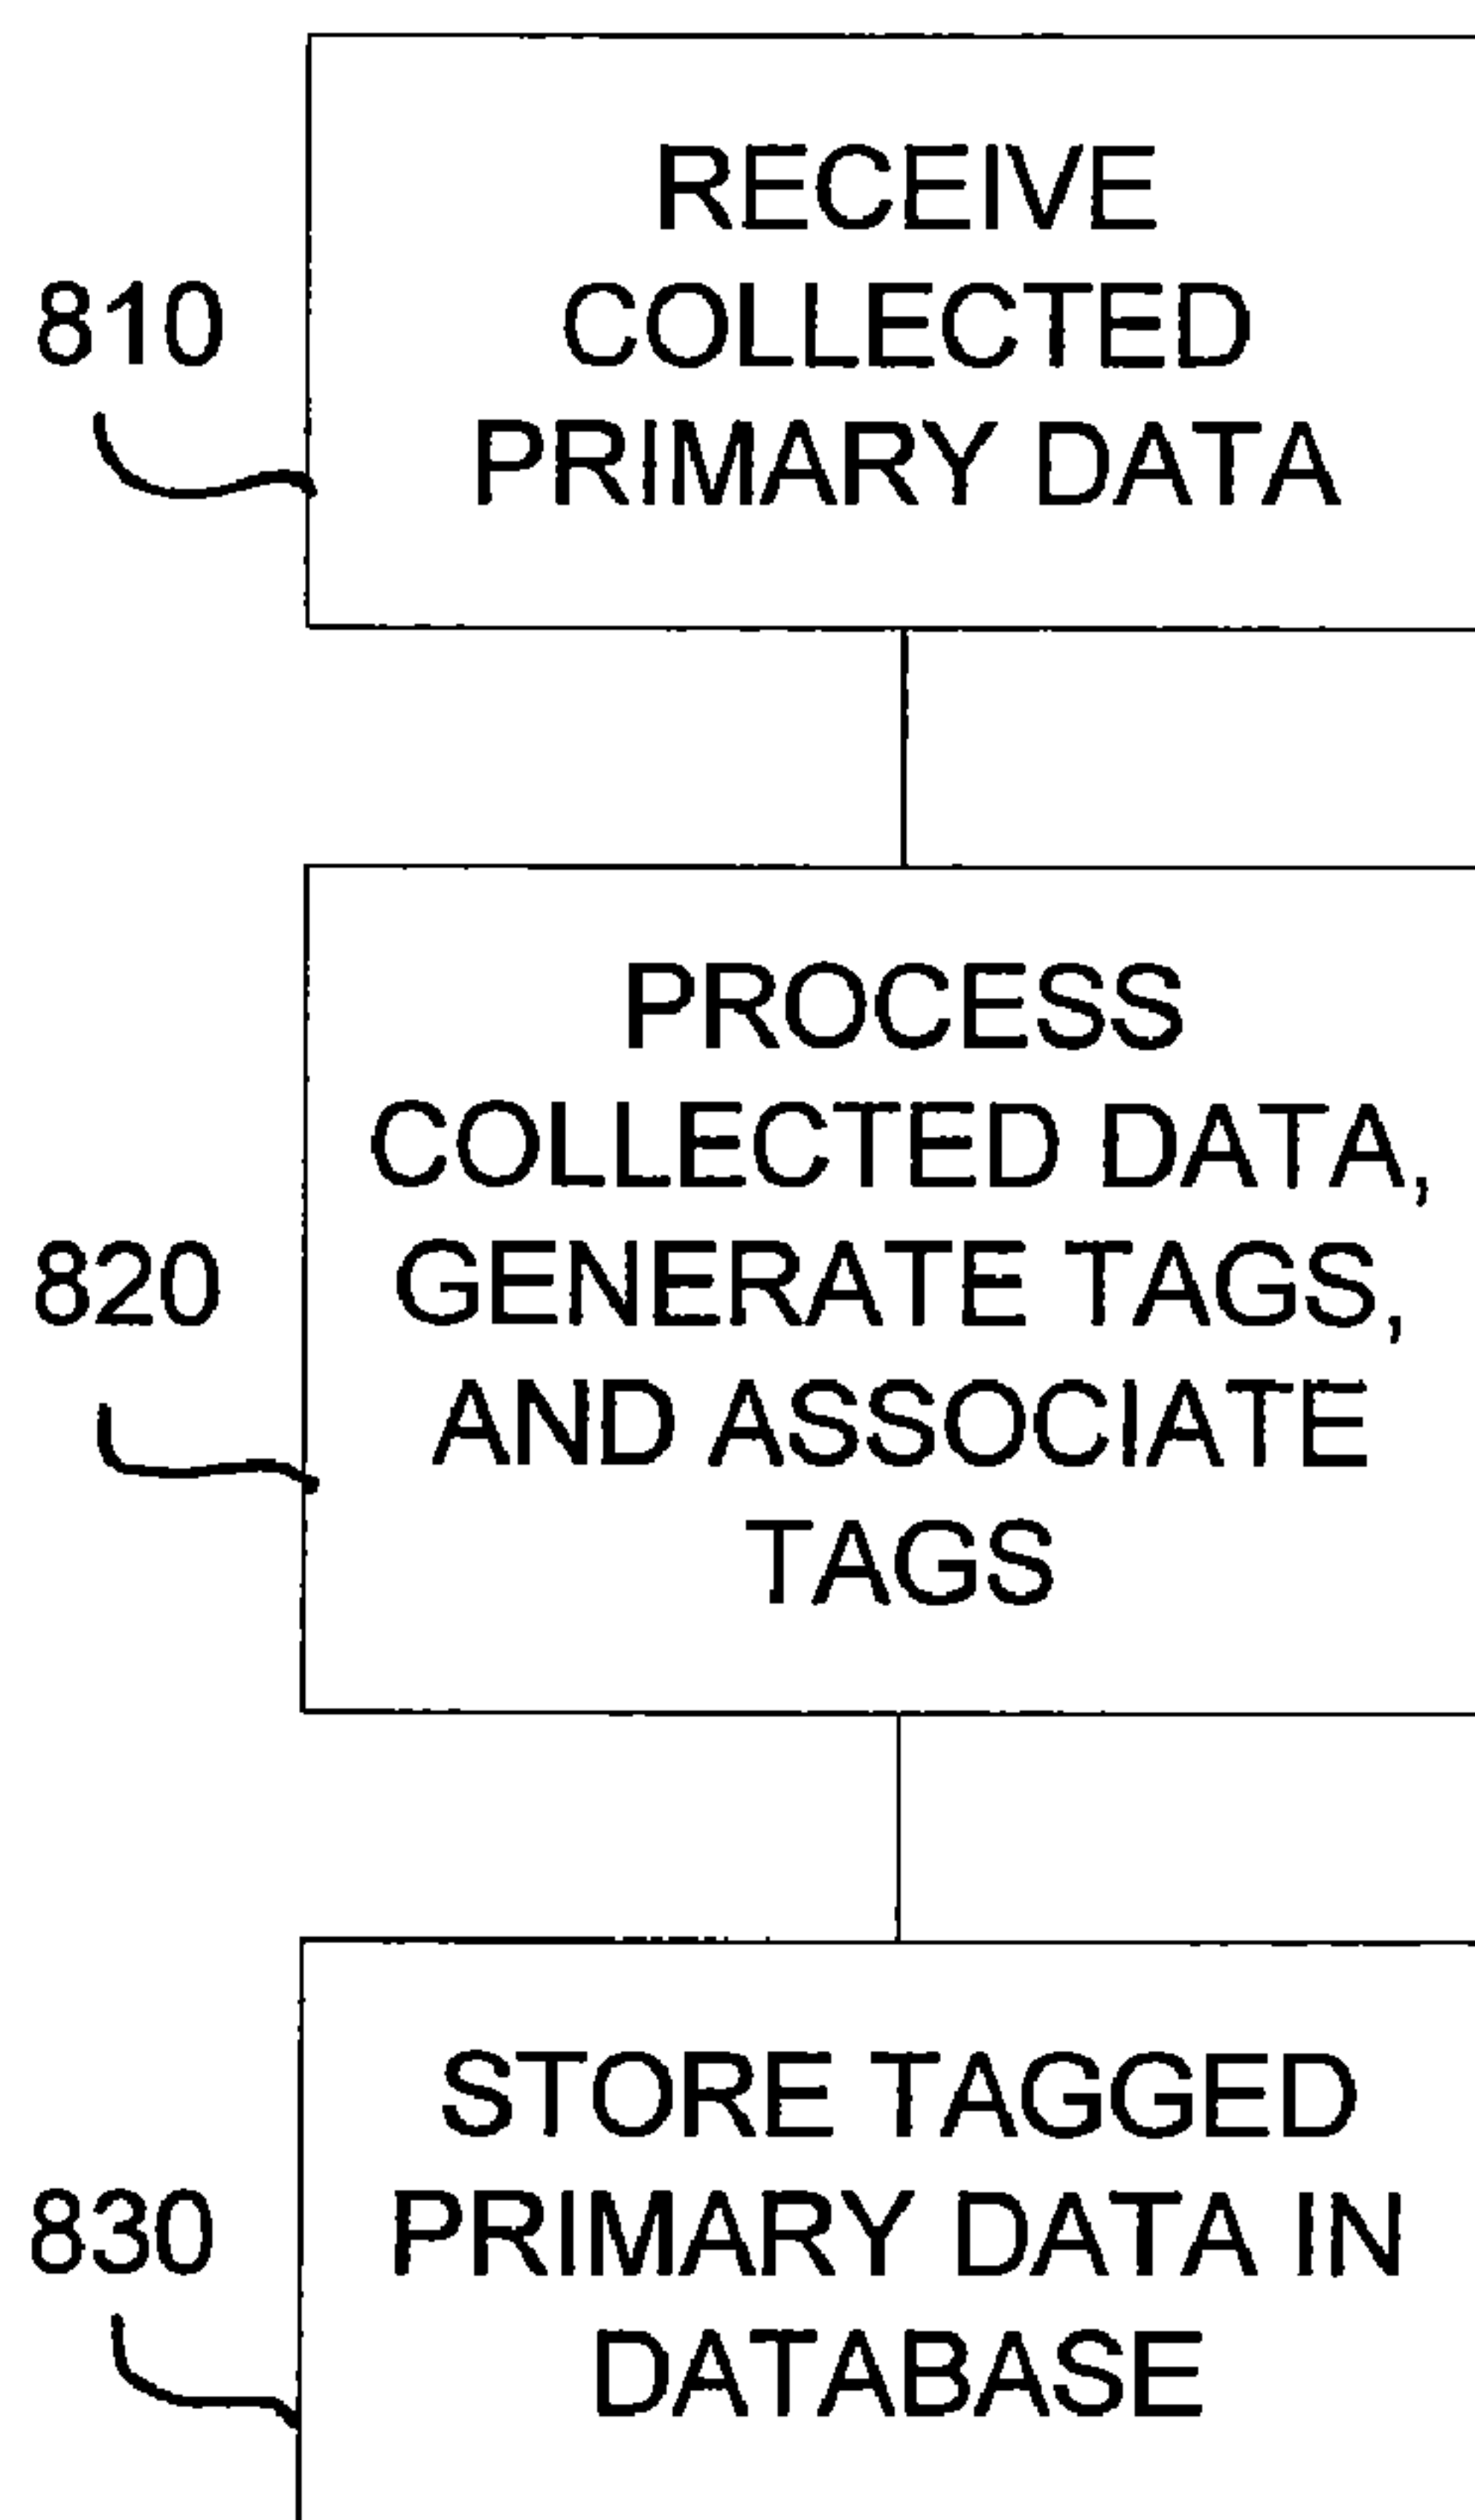 RECEIVE
COLLECTED
PRIMARY DATA
810
PROCESS
COLLECTED DATA,
GENERATE TAGS,
AND ASSOCIATE
TAGS
820
STORE TAGGED
PRIMARY DATA IN
DATABASE
830